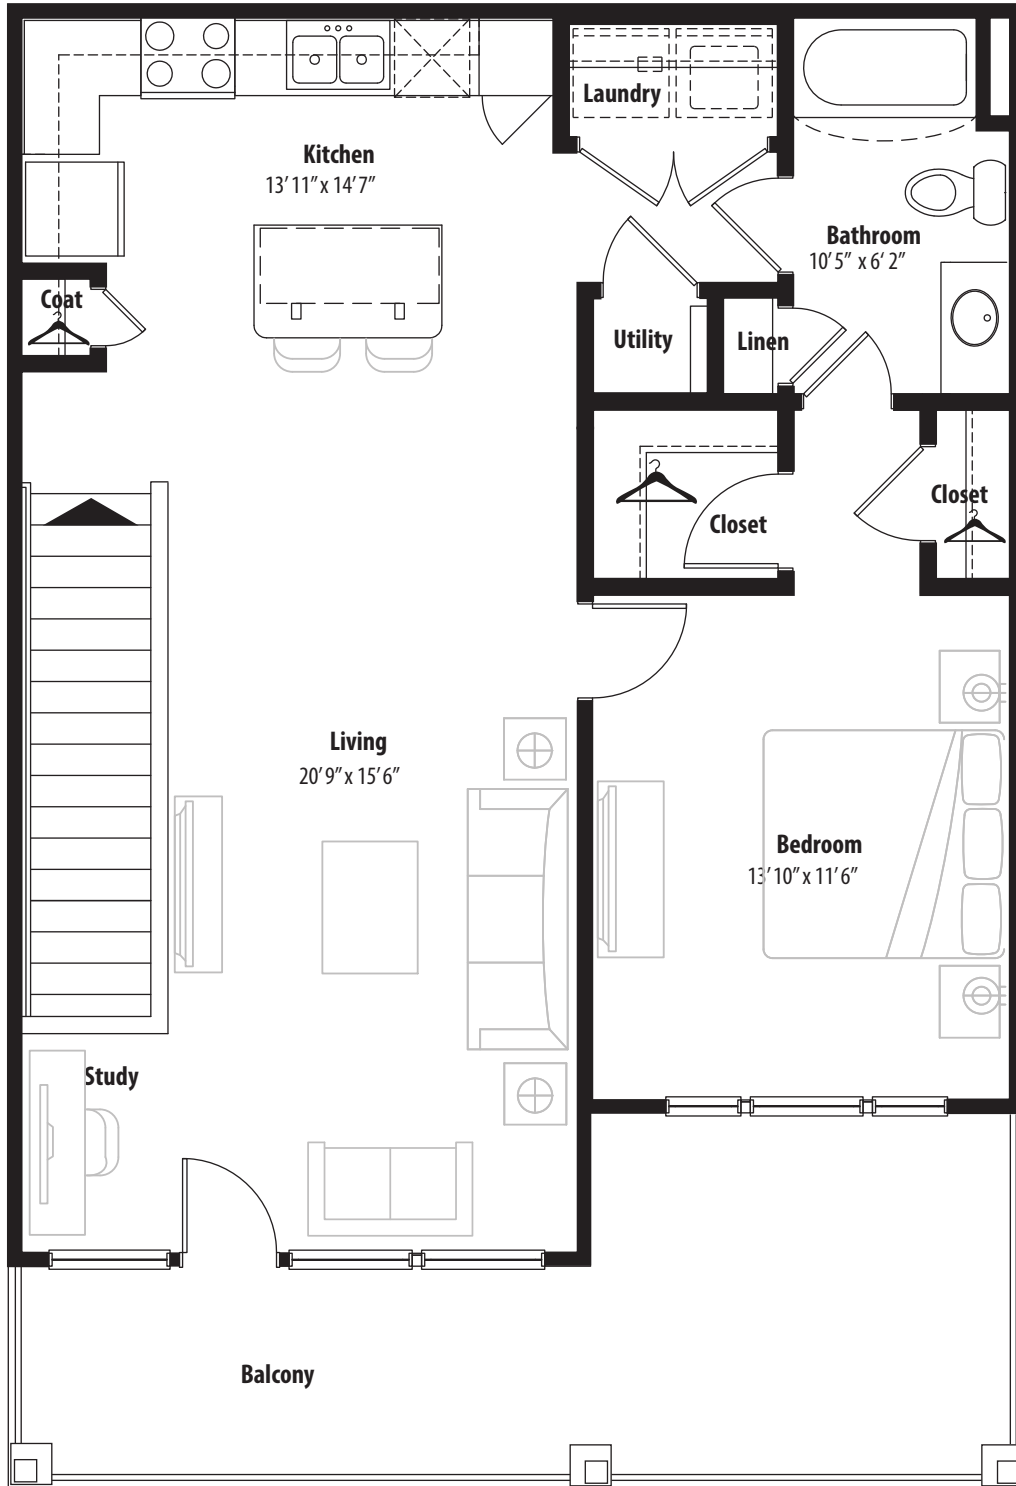 Laundry
Kitchen
13'11" x 14'7"
Bathroom
10'5" x 6'2"
Coat
Utility
Linen
Closet
Closet
Living
20'9" x 15'6"
Bedroom
13'10" x 11'6"
Study
Balcony